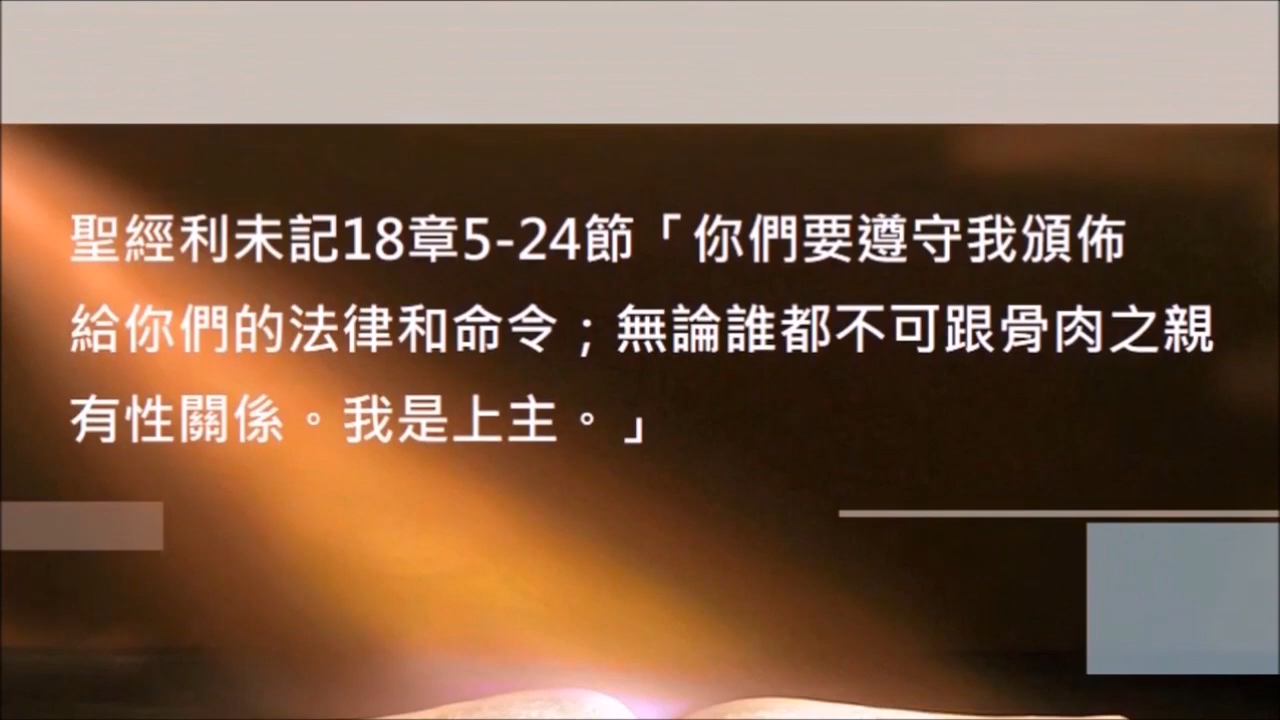 聖經利未記18章5-24節「你們要遵守我頒佈
給你們的法律和命令；無論誰都不可跟骨肉之親
有性關係。我是上主。」